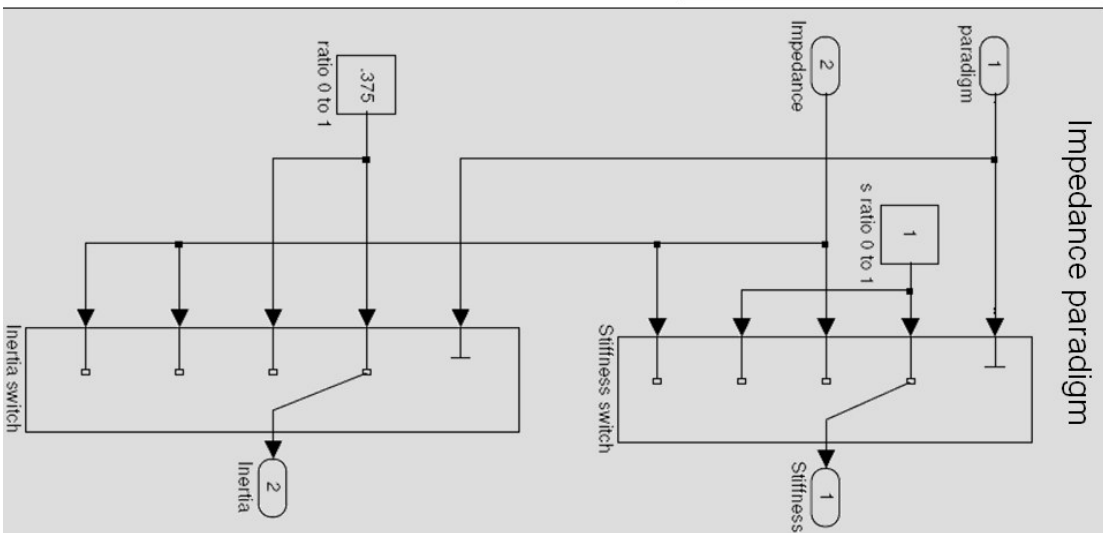 Impedance paradigm
1
paradigm
1
s ratio 0 to 1
2
Impedance
1
Stiffness
Stiffness switch
.375
ratio 0 to 1
2
Inertia
Inertia switch